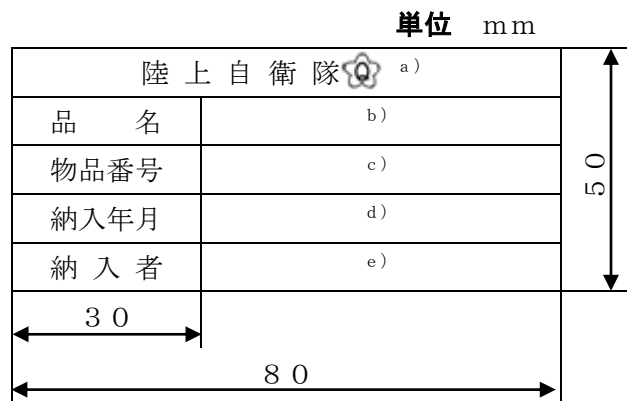 単位 mm
陸上自衛隊 Q a)
品名 b)
物品番号 c)
納入年月 d)
納入者 e)
50
30
80